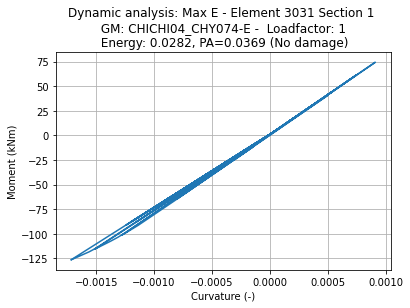 Dynamic analysis: Max E - Element 3031 Section 1
GM: CHICHI04_CHY074-E -  Loadfactor: 1
Energy: 0.0282, PA=0.0369 (No damage)
75
50
25
0
−25
−50
−75
−100
−125
Moment (kNm)
−0.0015 −0.0010 −0.0005 0.0000 0.0005 0.0010
Curvature (-)